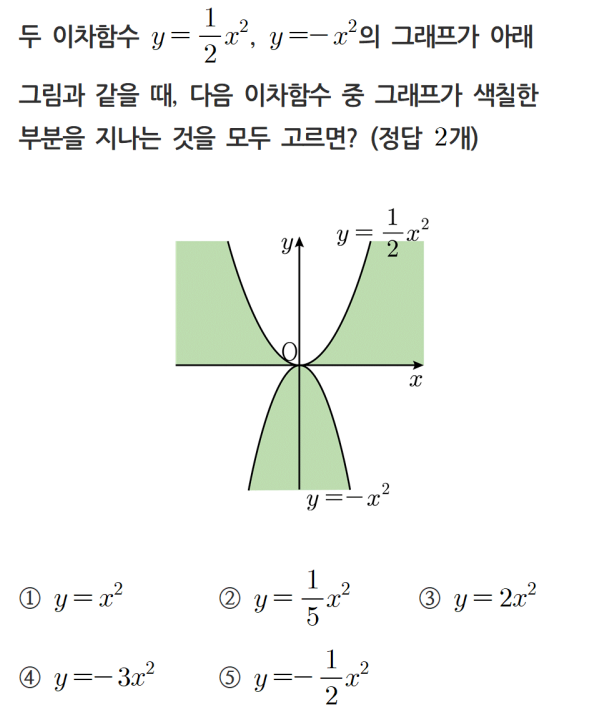 두 이차함수 y = 1/2 x², y = − x²의 그래프가 아래
그림과 같을 때, 다음 이차함수 중 그래프가 색칠한
부분을 지나는 것을 모두 고르면? (정답 2개)
y
y = 1/2 x²
O
x
y = − x²
① y = x² ② y = 1/5 x² ③ y = 2x²
④ y = − 3x² ⑤ y = − 1/2 x²